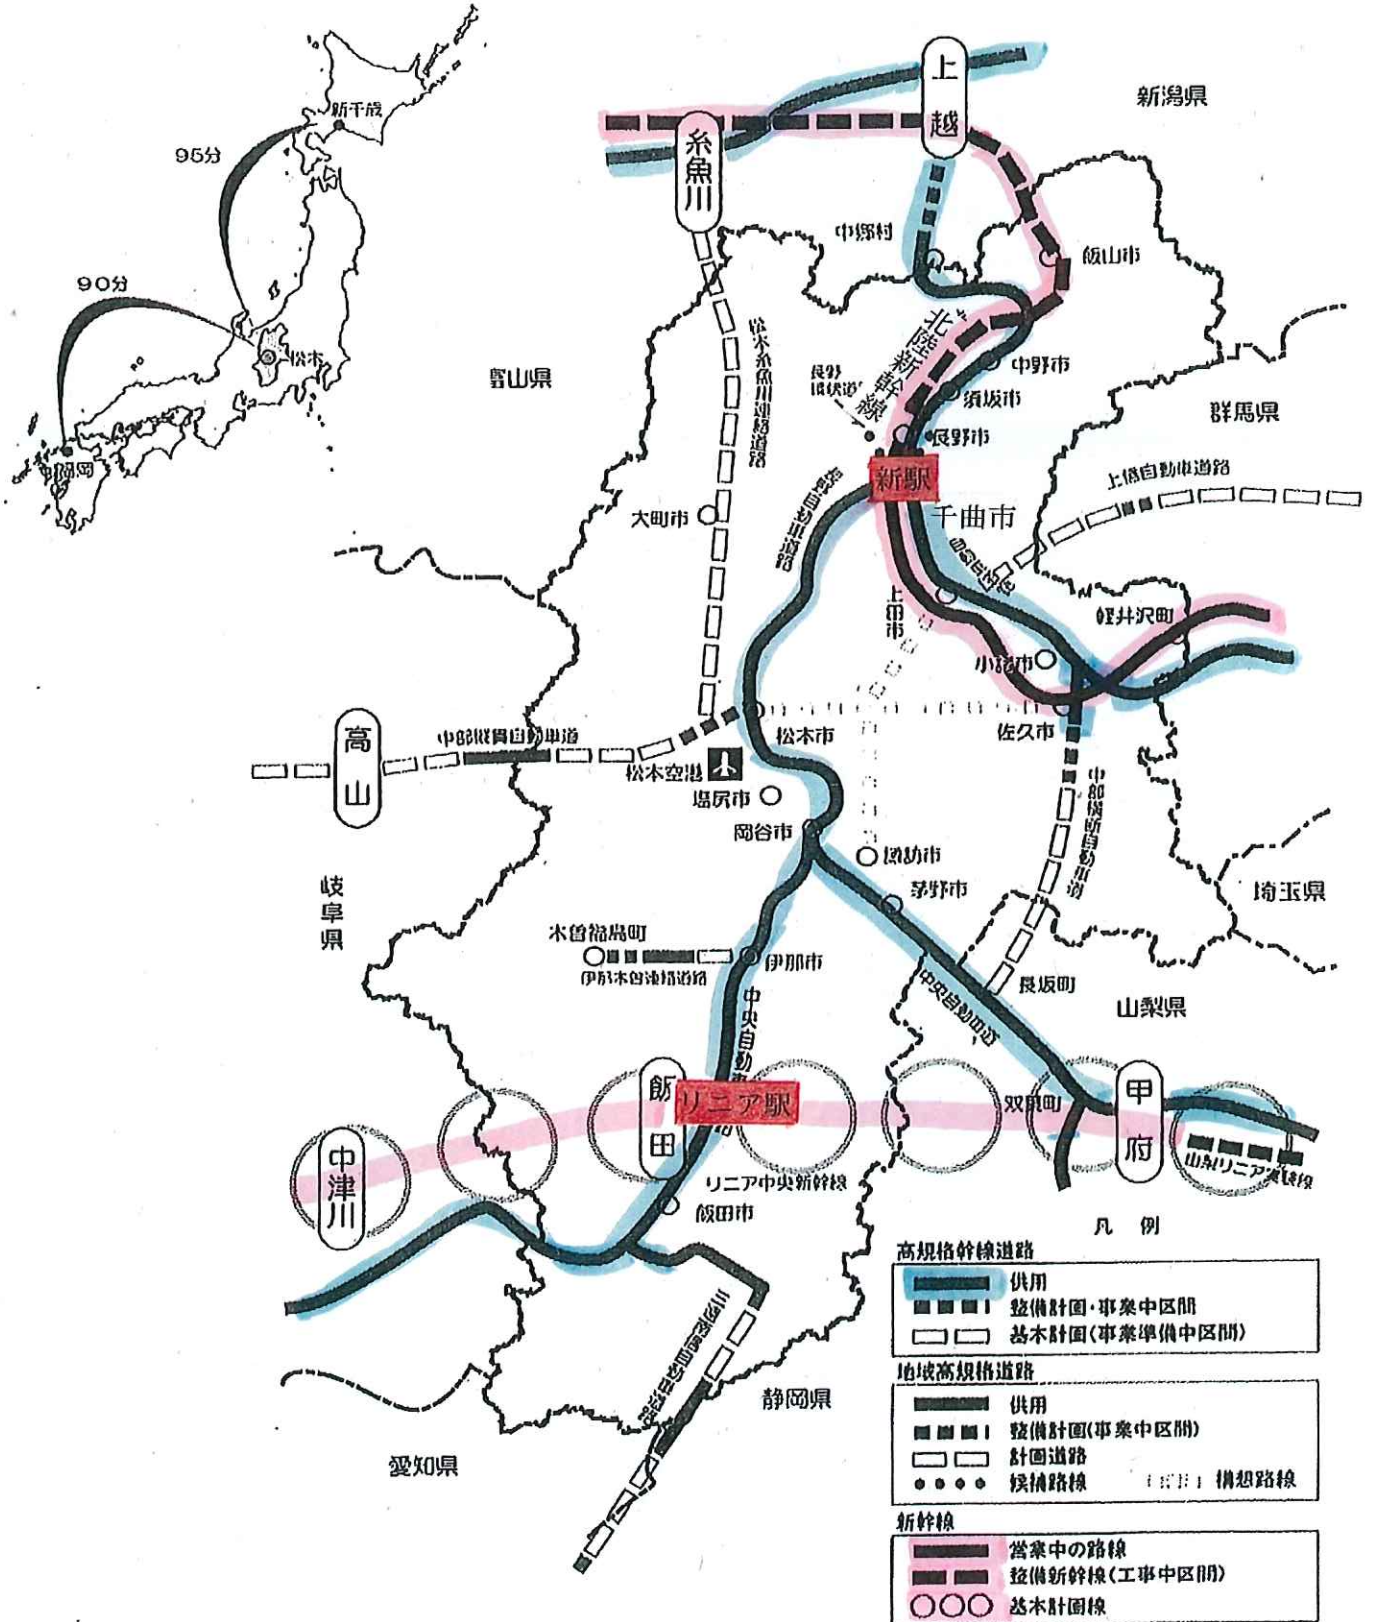 新千歳
95分
90分
松本
福岡
上越
新潟県
糸魚川
中郷村
飯山市
北陸新幹線
富山県
松本糸魚川連絡道路
長野
中野市
須坂市
長野市
群馬県
新駅
上信自動車道路
大町市
千曲市
上田市
軽井沢町
小諸市
佐久市
松本市
高山
中部縦貫自動車道
松本空港
塩尻市
岡谷市
諏訪市
茅野市
中部横断自動車道
埼玉県
岐阜県
木曽福島町
伊那市
伊那木曽連絡道路
長坂町
中央自動車道
山梨県
中央自動車
飯田
リニア駅
双葉町
甲府
中津川
山梨リニア実験線
リニア中央新幹線
飯田市
静岡県
愛知県
凡 例
高規格幹線道路
供用
整備計画・事業中区間
基本計画(事業準備中区間)
地域高規格道路
供用
整備計画(事業中区間)
計画道路
候補路線 構想路線
新幹線
営業中の路線
整備新幹線(工事中区間)
基本計画線